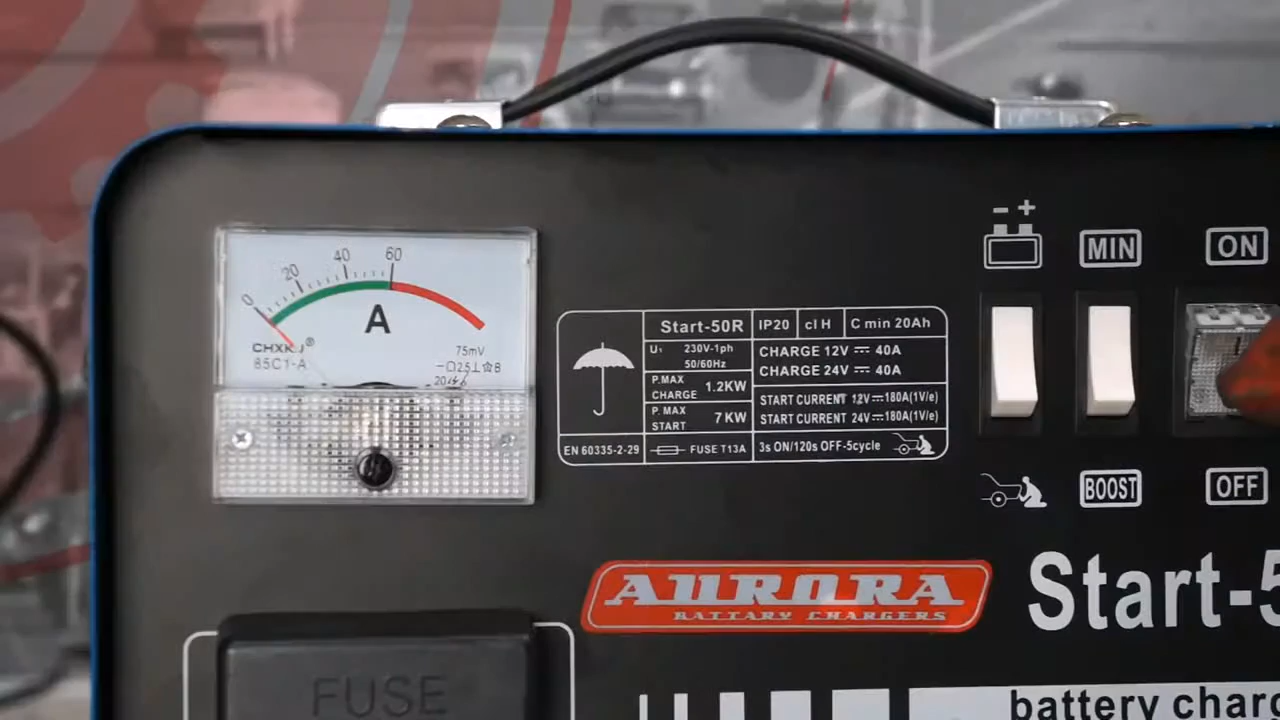 - +
MIN
ON
0 20 40 60
A
CHXKJ®
85C1-A
75mV
2.5
Start-50R
IP20
cl H
C min 20Ah
U1
230V-1ph
50/60Hz
CHARGE 12V 40A
CHARGE 24V 40A
P.MAX
CHARGE
1.2KW
P. MAX
START
7 KW
START CURRENT 12V 180A(1V/e)
START CURRENT 24V 180A(1V/e)
EN 60335-2-29
FUSE T13A
3s ON/120s OFF-5cycle
BOOST
OFF
AURORA
BATTERY CHARGERS
Start-5
FUSE
battery charg